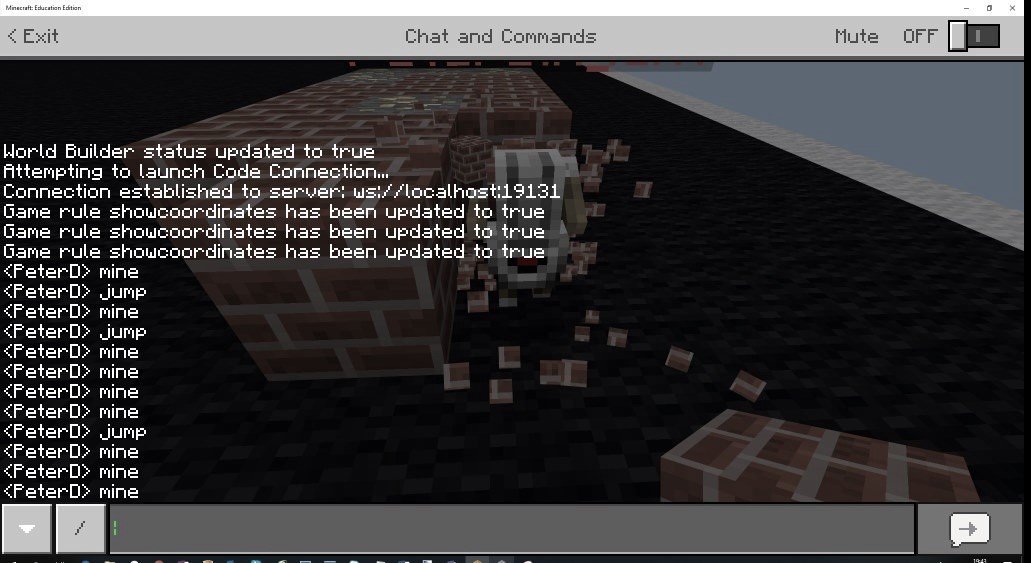 Minecraft: Education Edition
< Exit
Chat and Commands
Mute OFF
World Builder status updated to true
Attempting to launch Code Connection...
Connection established to server: ws://localhost:19131
Game rule showcoordinates has been updated to true
Game rule showcoordinates has been updated to true
Game rule showcoordinates has been updated to true
<PeterD> mine
<PeterD> jump
<PeterD> mine
<PeterD> jump
<PeterD> mine
<PeterD> mine
<PeterD> mine
<PeterD> mine
<PeterD> jump
<PeterD> mine
<PeterD> mine
<PeterD> mine
/
19:43